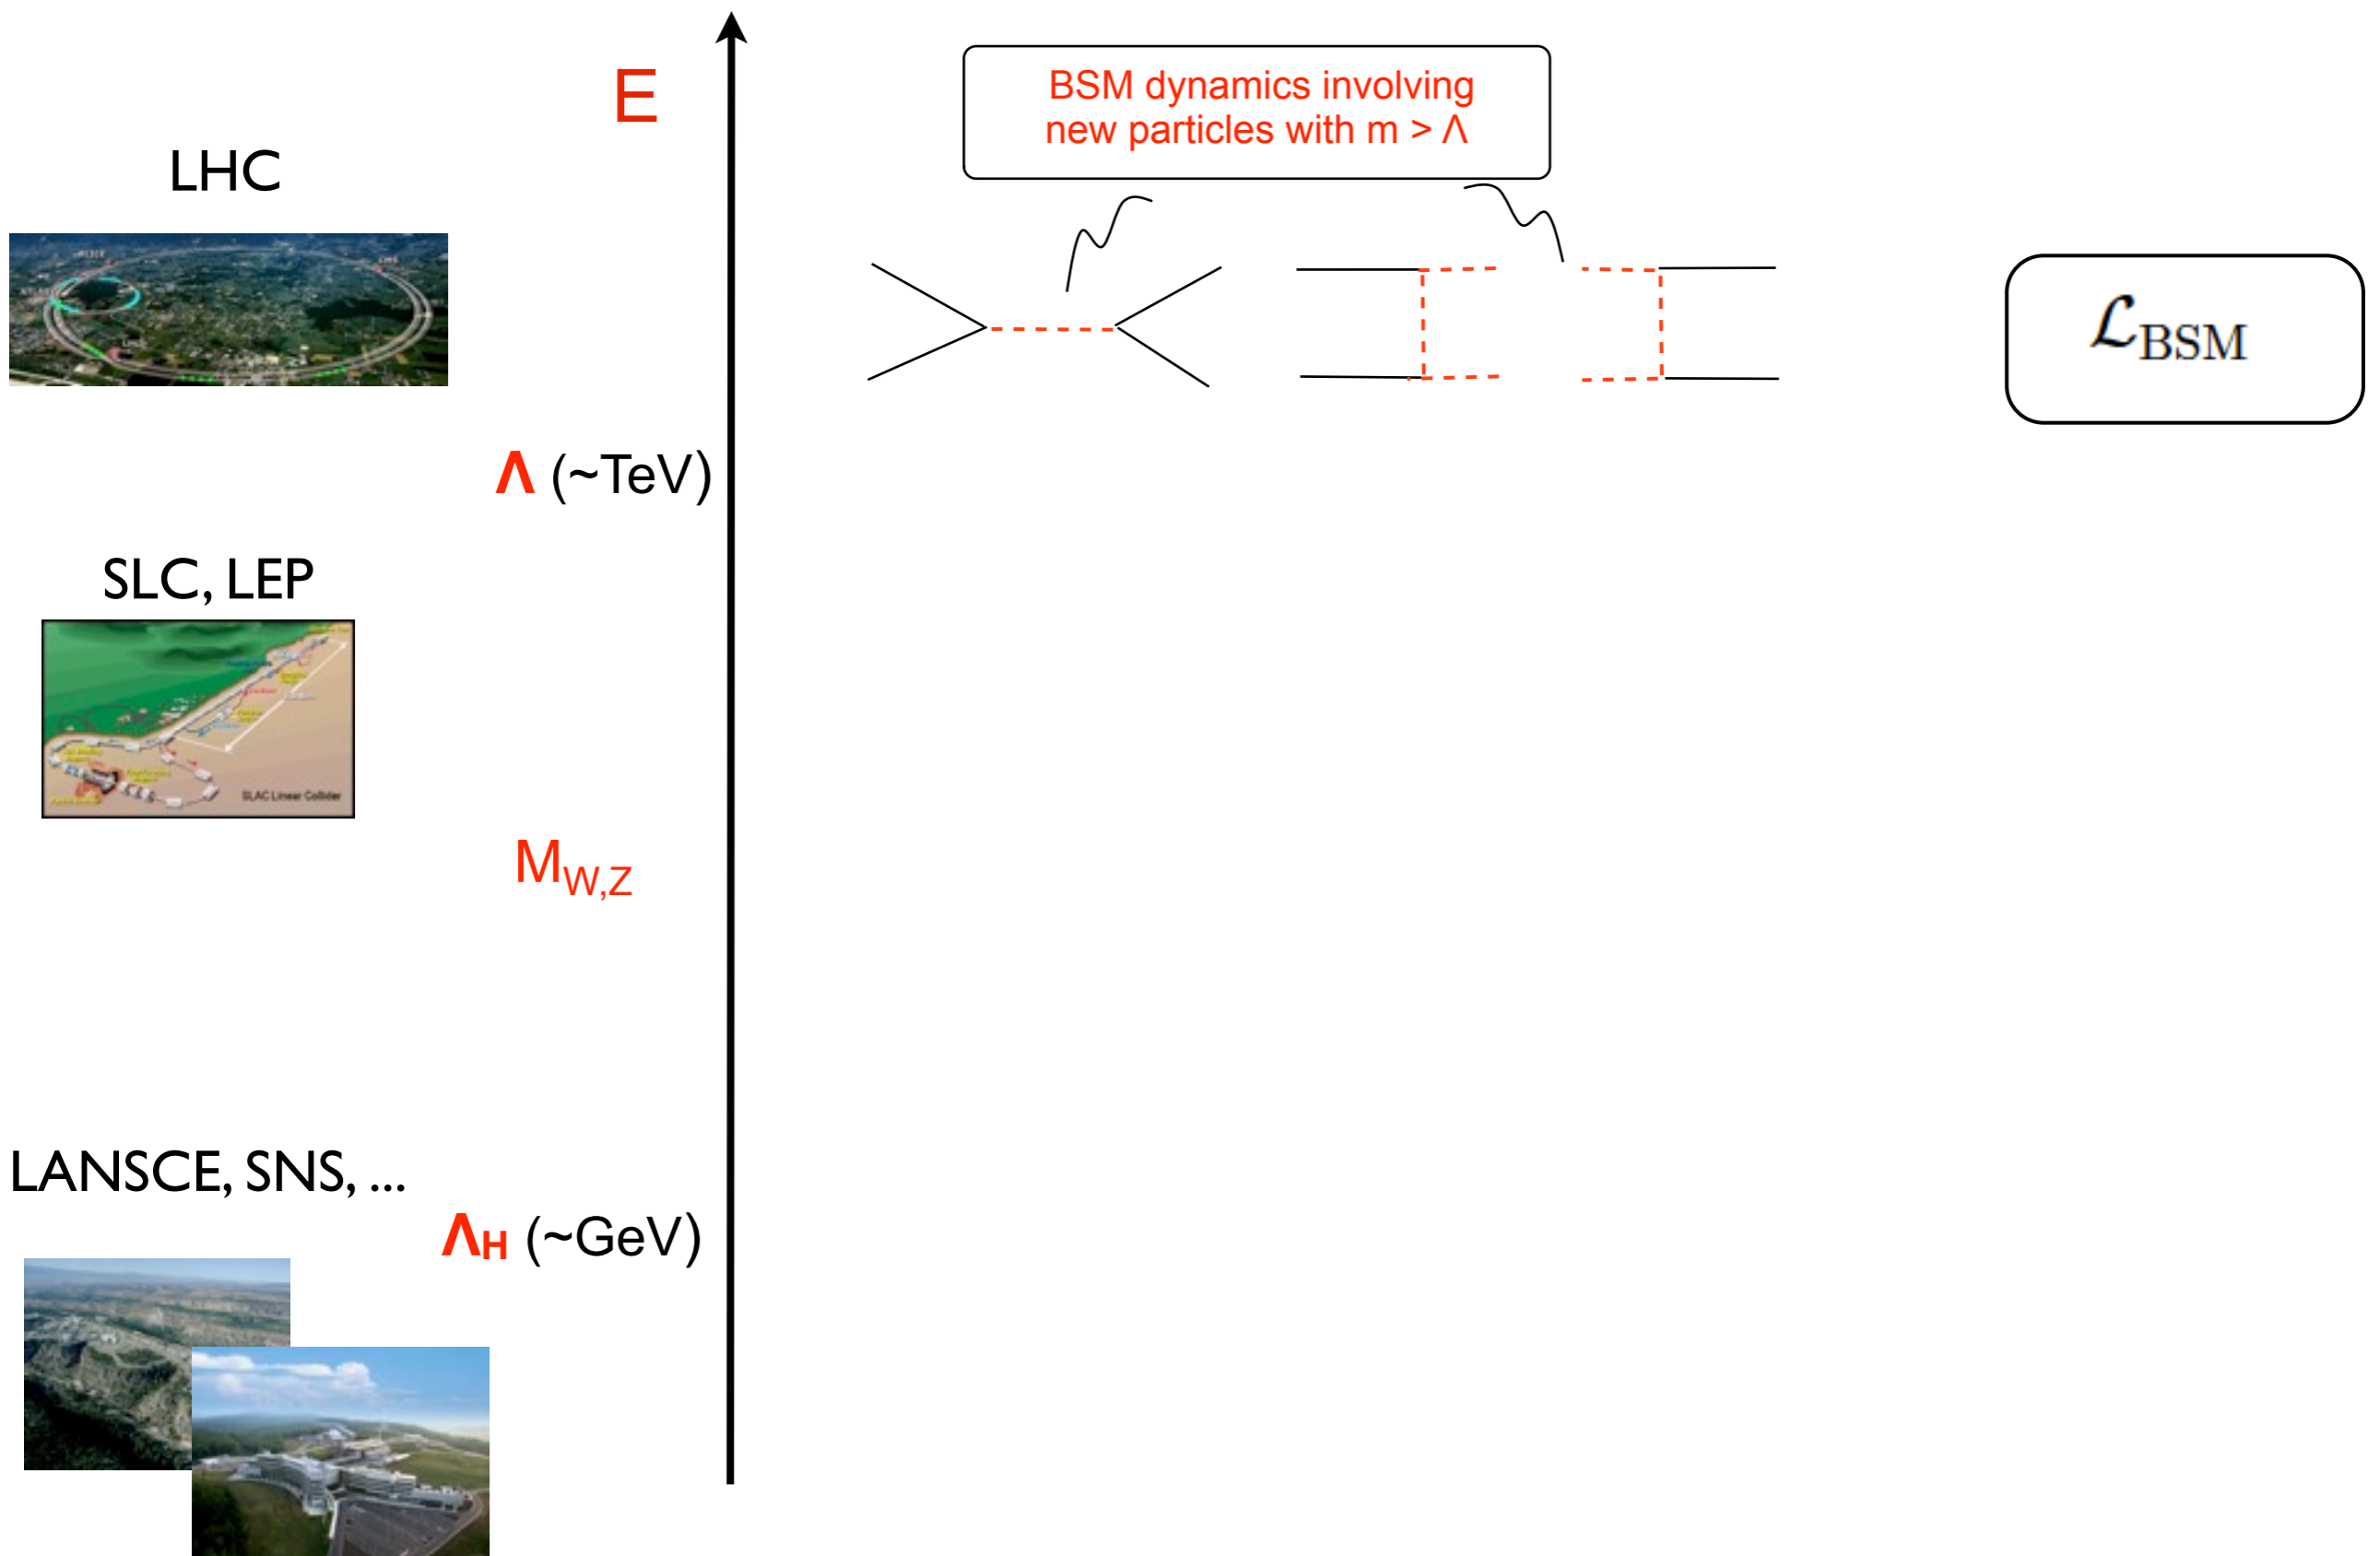 E
BSM dynamics involving
new particles with m > Λ
LHC
ℒBSM
Λ (~TeV)
SLC, LEP
SLAC Linear Collider
MW,Z
LANSCE, SNS, ...
ΛH (~GeV)